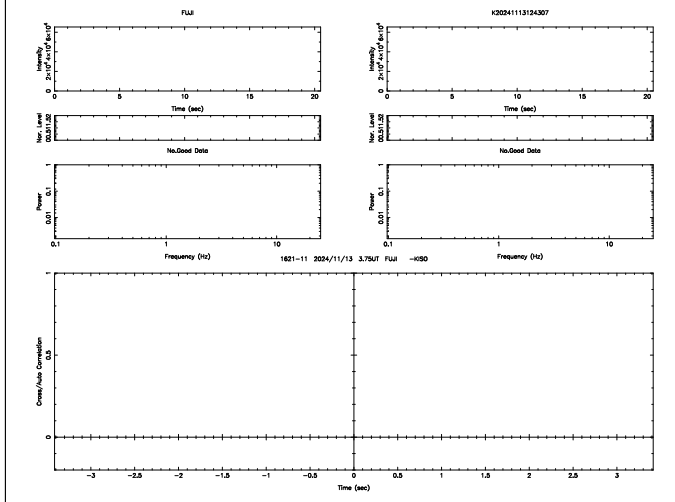 FUJI
K20241113124307
Intensity
0 2×10⁴ 4×10⁴ 6×10⁴
0 5 10 15 20
Time (sec)
Intensity
0 2×10⁴ 4×10⁴ 6×10⁴
0 5 10 15 20
Time (sec)
Nor. Level
00.511.52
No.Good Data
Nor. Level
00.511.52
No.Good Data
Power
0.01 0.1 1
0.1 1 10
Frequency (Hz)
Power
0.01 0.1 1
0.1 1 10
Frequency (Hz)
1621-11 2024/11/13 3.75UT FUJI -KISO
Cross/Auto Correlation
0 0.5 1
-3 -2.5 -2 -1.5 -1 -0.5 0 0.5 1 1.5 2 2.5 3
Time (sec)